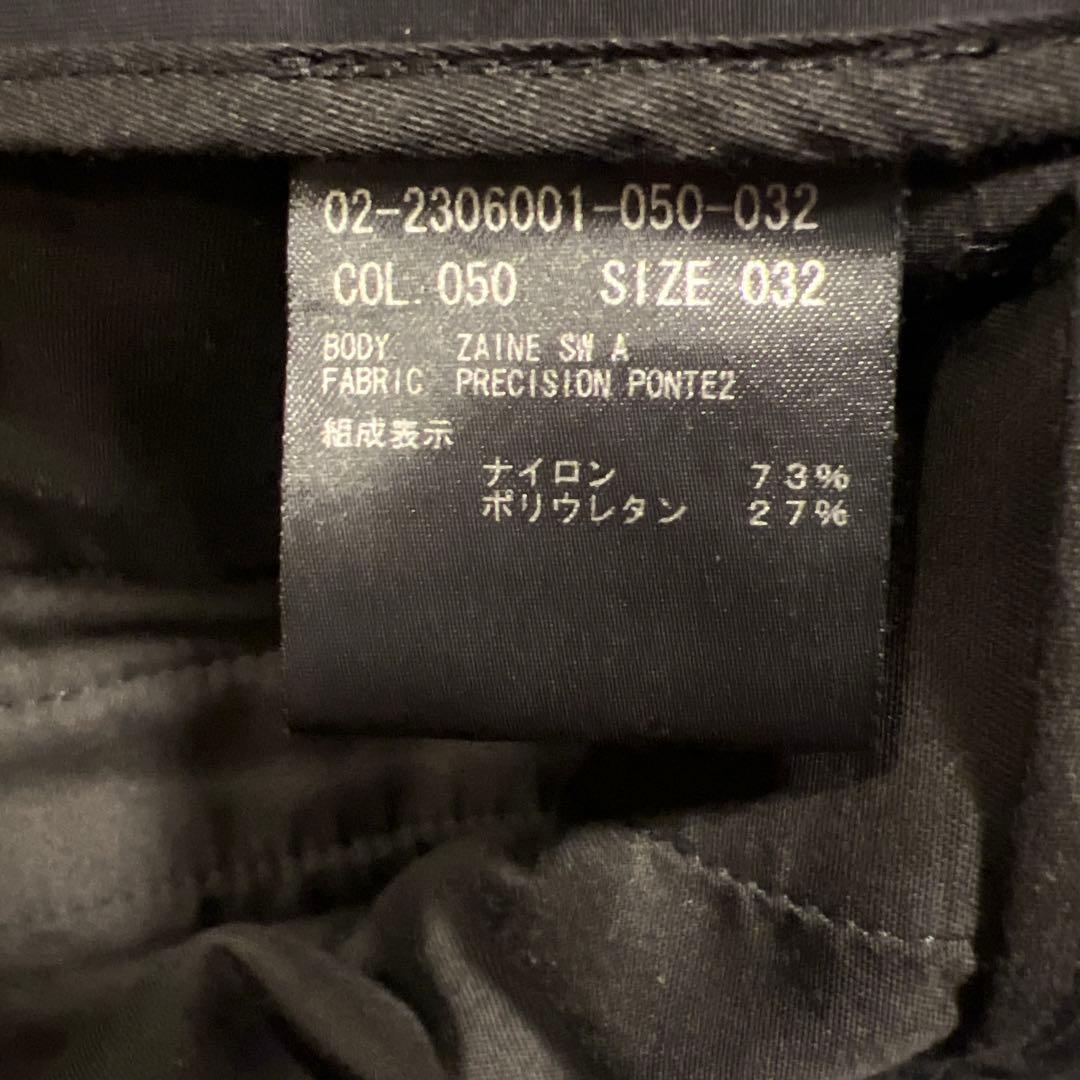 02-2306001-050-032
COL. 050 SIZE 032
BODY ZAINE SW A
FABRIC PRECISION PONTE2
組成表示
ナイロン 73%
ポリウレタン 27%